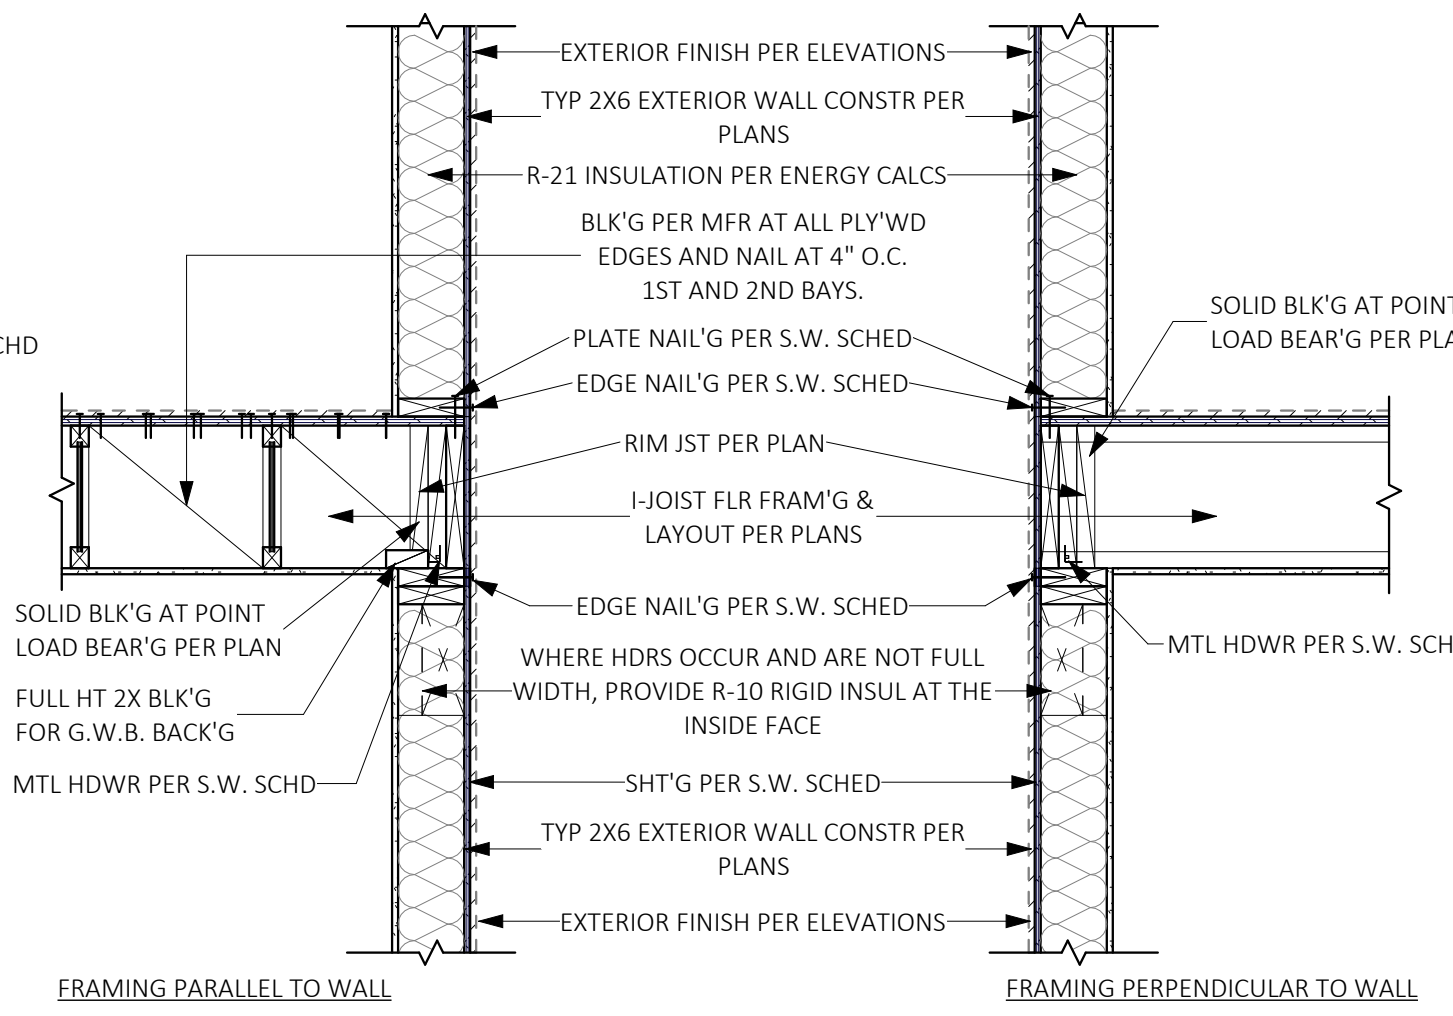 EXTERIOR FINISH PER ELEVATIONS
TYP 2X6 EXTERIOR WALL CONSTR PER
PLANS
R-21 INSULATION PER ENERGY CALCS
BLK'G PER MFR AT ALL PLY'WD
EDGES AND NAIL AT 4" O.C.
1ST AND 2ND BAYS.
SOLID BLK'G AT POINT
LOAD BEAR'G PER PLA
CHD
PLATE NAIL'G PER S.W. SCHED
EDGE NAIL'G PER S.W. SCHED
RIM JST PER PLAN
I-JOIST FLR FRAM'G &
LAYOUT PER PLANS
SOLID BLK'G AT POINT
LOAD BEAR'G PER PLAN
EDGE NAIL'G PER S.W. SCHED
MTL HDWR PER S.W. SCH
WHERE HDRS OCCUR AND ARE NOT FULL
WIDTH, PROVIDE R-10 RIGID INSUL AT THE
INSIDE FACE
FULL HT 2X BLK'G
FOR G.W.B. BACK'G
MTL HDWR PER S.W. SCHD
SHT'G PER S.W. SCHED
TYP 2X6 EXTERIOR WALL CONSTR PER
PLANS
EXTERIOR FINISH PER ELEVATIONS
FRAMING PARALLEL TO WALL
FRAMING PERPENDICULAR TO WALL